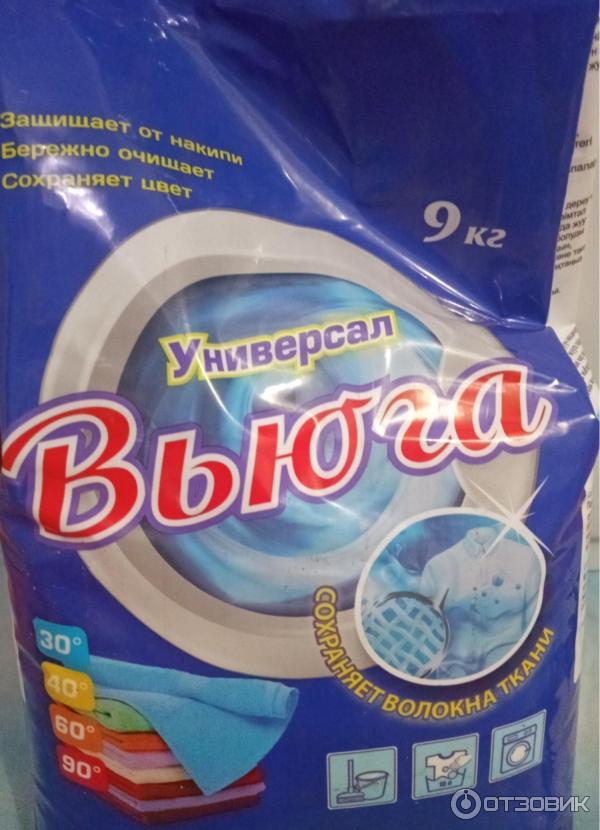 Защищает от накипи
Бережно очищает
Сохраняет цвет
9 кг
Универсал
Вьюга
СОХРАНЯЕТ ВОЛОКНА ТКАНИ
30°
40°
60°
90°
ОТЗОВИК